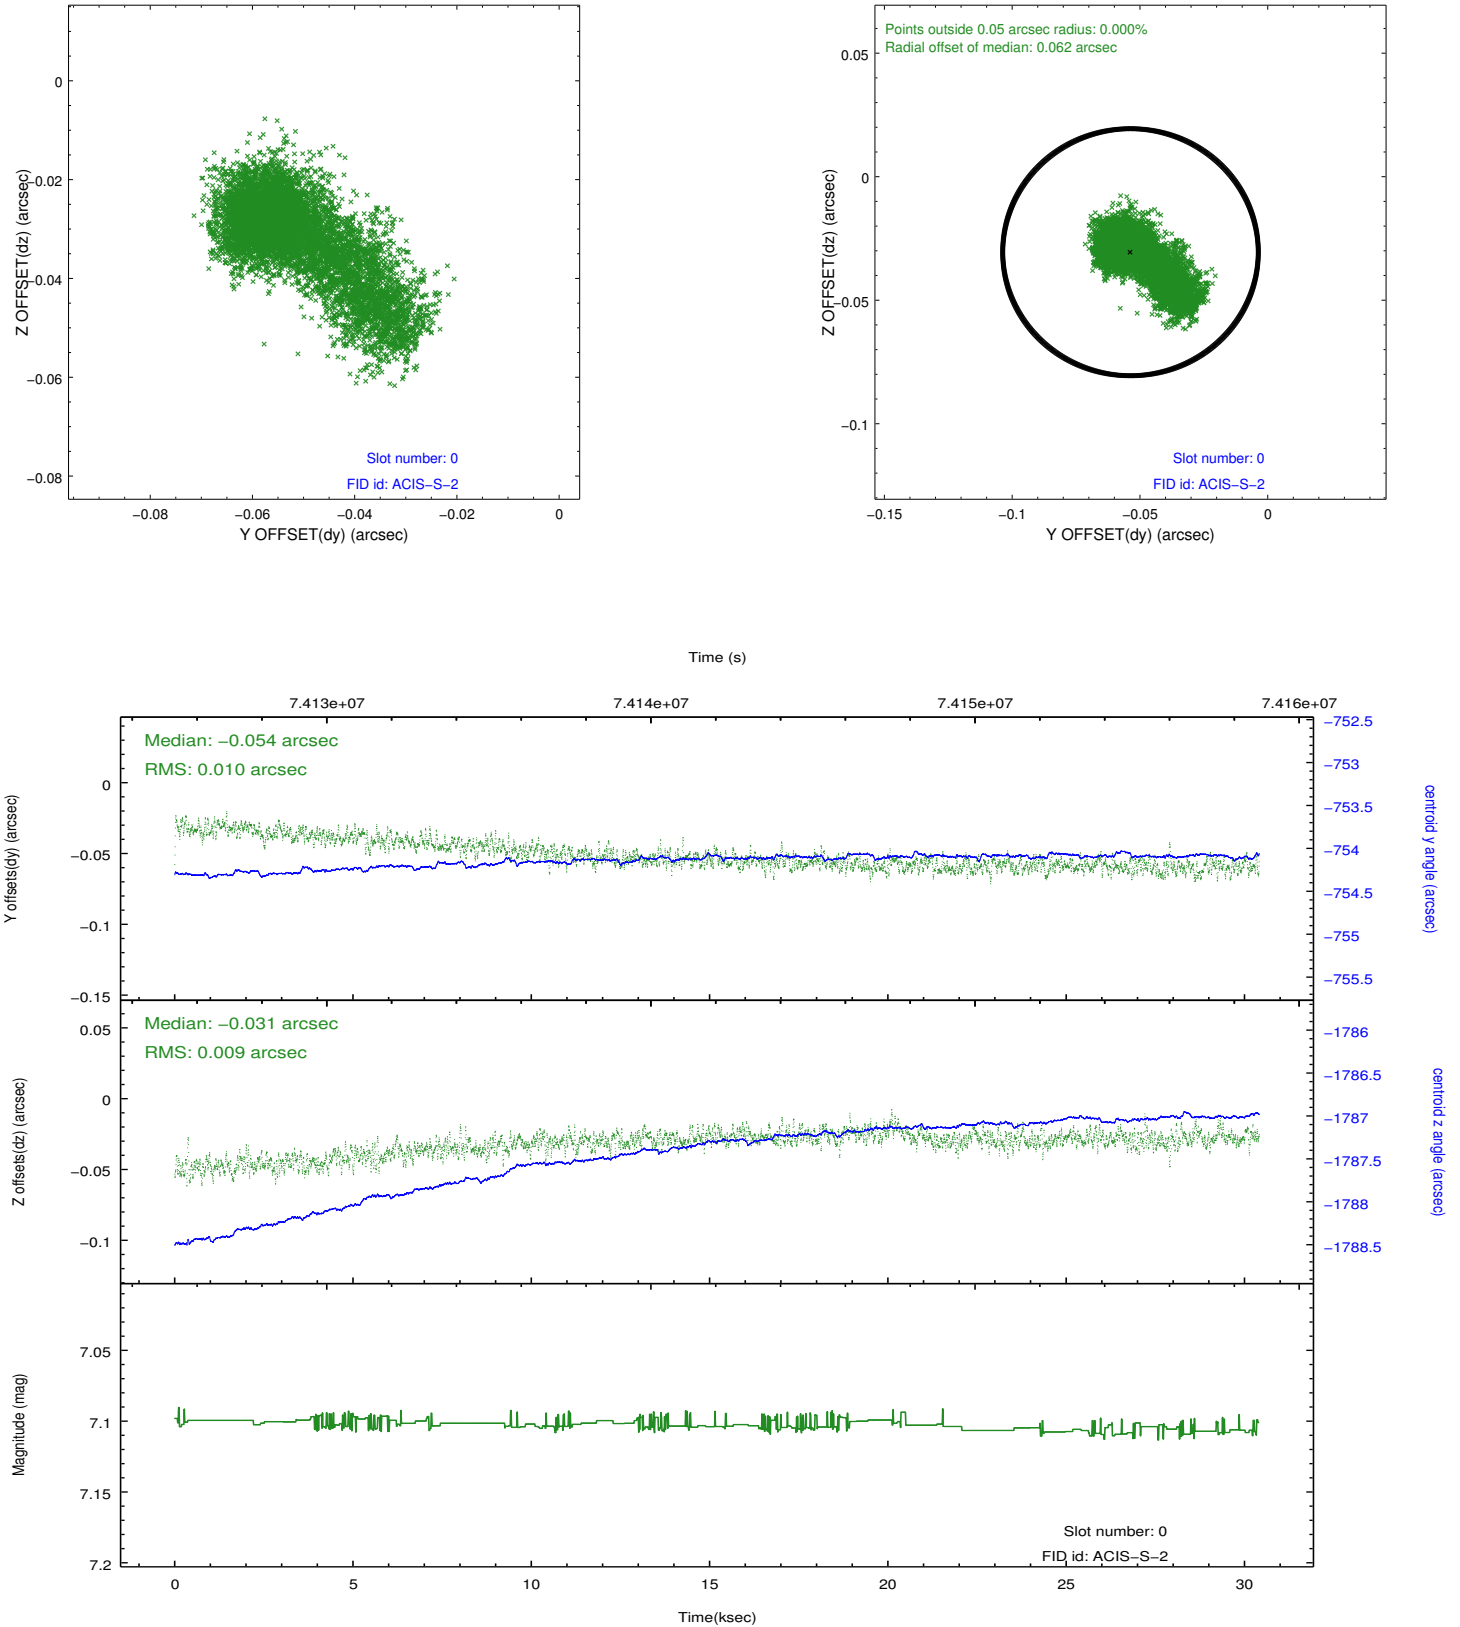 0
−0.02
−0.04
−0.06
−0.08
Z OFFSET(dz) (arcsec)
Slot number: 0
FID id: ACIS−S−2
−0.08
−0.06
−0.04
−0.02
0
Y OFFSET(dy) (arcsec)
Points outside 0.05 arcsec radius: 0.000%
Radial offset of median: 0.062 arcsec
0.05
0
−0.05
−0.1
Z OFFSET(dz) (arcsec)
Slot number: 0
FID id: ACIS−S−2
−0.15
−0.1
−0.05
0
Y OFFSET(dy) (arcsec)
Time (s)
7.413e+07
7.414e+07
7.415e+07
7.416e+07
Median: −0.054 arcsec
RMS: 0.010 arcsec
0
−0.05
−0.1
−0.15
Y offsets(dy) (arcsec)
−752.5
−753
−753.5
−754
−754.5
−755
−755.5
centroid y angle (arcsec)
Median: −0.031 arcsec
RMS: 0.009 arcsec
0.05
0
−0.05
−0.1
Z offsets(dz) (arcsec)
−1786
−1786.5
−1787
−1787.5
−1788
−1788.5
centroid z angle (arcsec)
7.05
7.1
7.15
7.2
Magnitude (mag)
Slot number: 0
FID id: ACIS−S−2
0
5
10
15
20
25
30
Time(ksec)